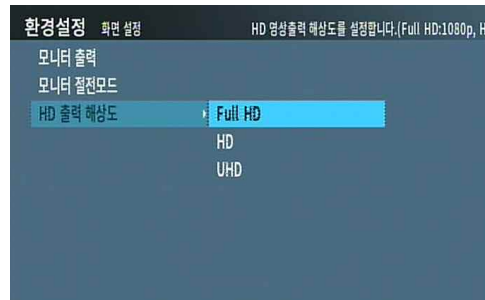 환경설정 화면 설정 HD 영상출력 해상도를 설정합니다.(Full HD:1080p, H
모니터 출력
모니터 절전모드
HD 출력 해상도 Full HD
HD
UHD